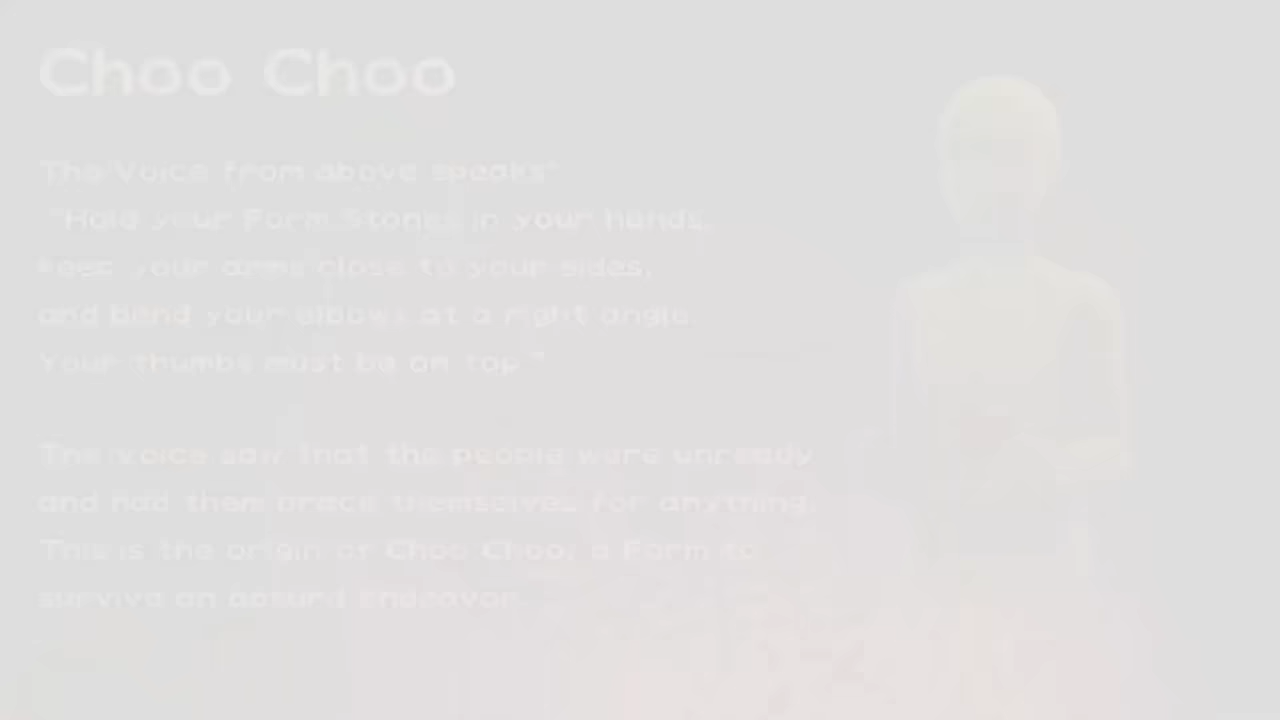 Choo Choo
The Voice from above speaks"
"Hold your Form Stones in your hands,
keep your arms close to your sides,
and bend your elbows at a right angle.
Your thumbs must be on top."
The voice saw that the people were unready
and had them brace themselves for anything.
This is the origin of Choo Choo, a Form to
survive an absurd Endeavor.